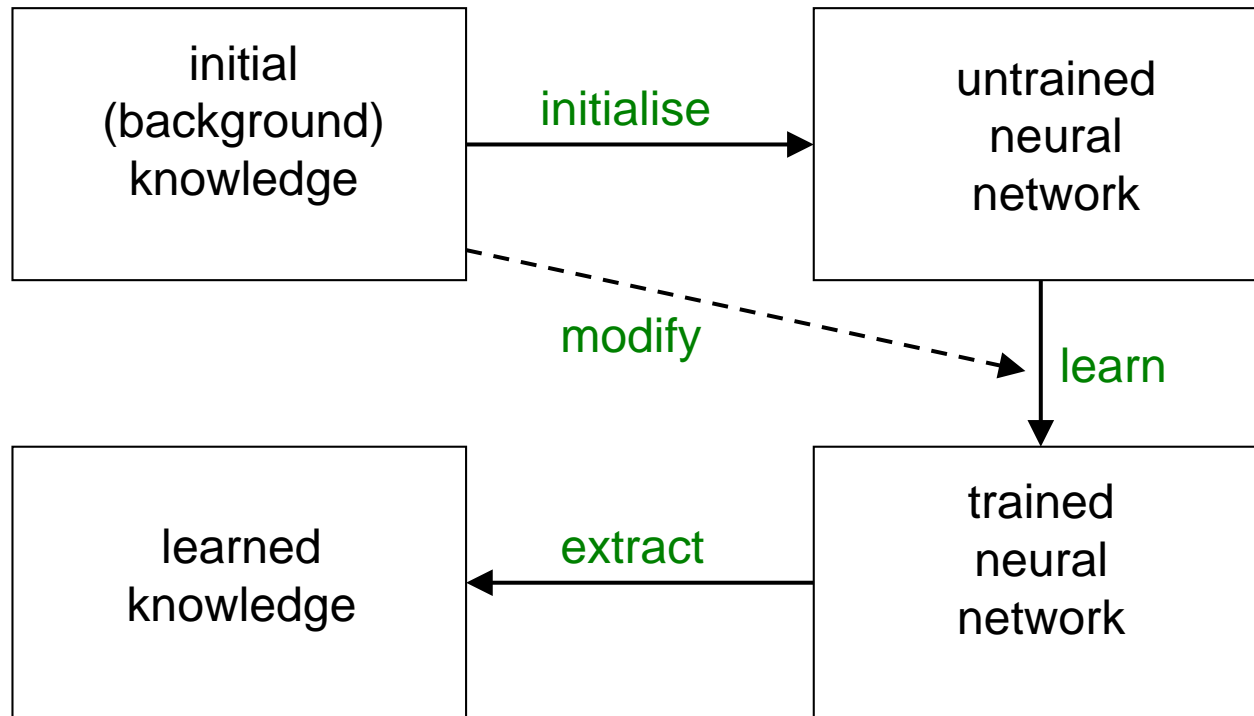 initial
(background)
knowledge
initialise
untrained
neural
network
modify
learn
learned
knowledge
extract
trained
neural
network